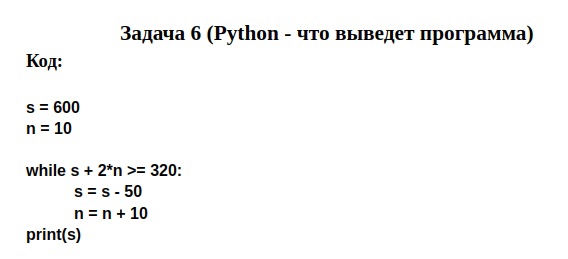 Задача 6 (Python - что выведет программа)
Код:
s = 600
n = 10
while s + 2*n >= 320:
s = s - 50
n = n + 10
print(s)